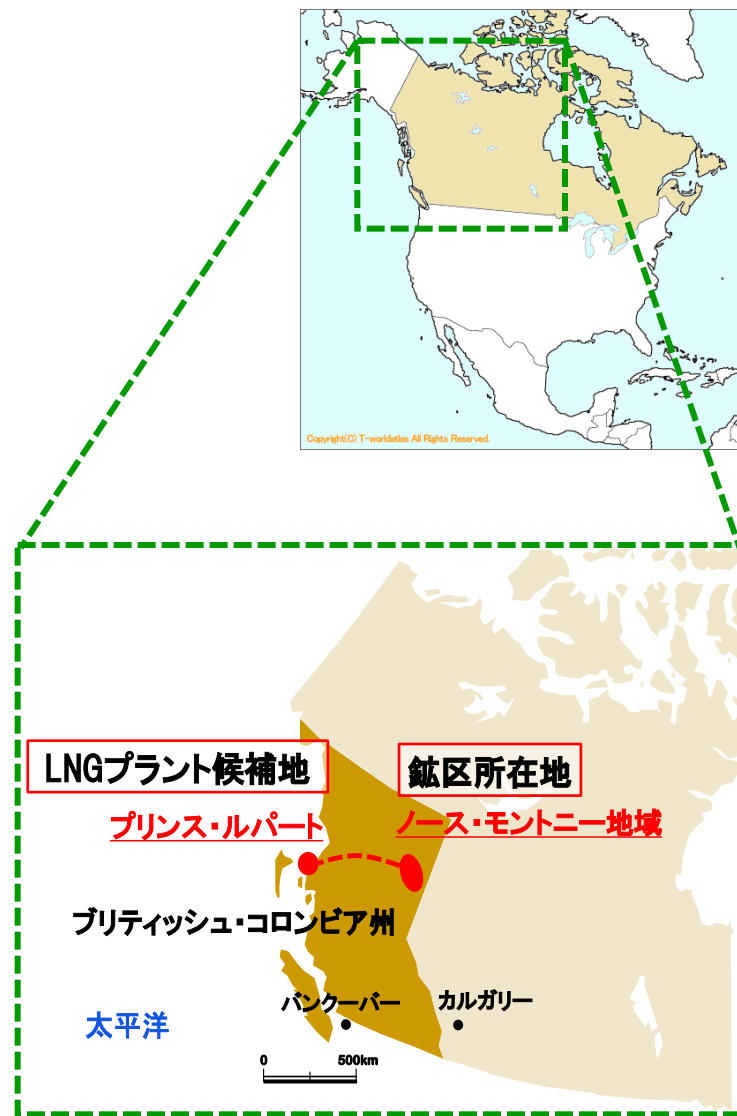 Copyright(C) T-worldatlas All Rights Reserved.
LNGプラント候補地
鉱区所在地
プリンス・ルパート
ノース・モントニー地域
ブリティッシュ・コロンビア州
バンクーバー
カルガリー
太平洋
0 500km